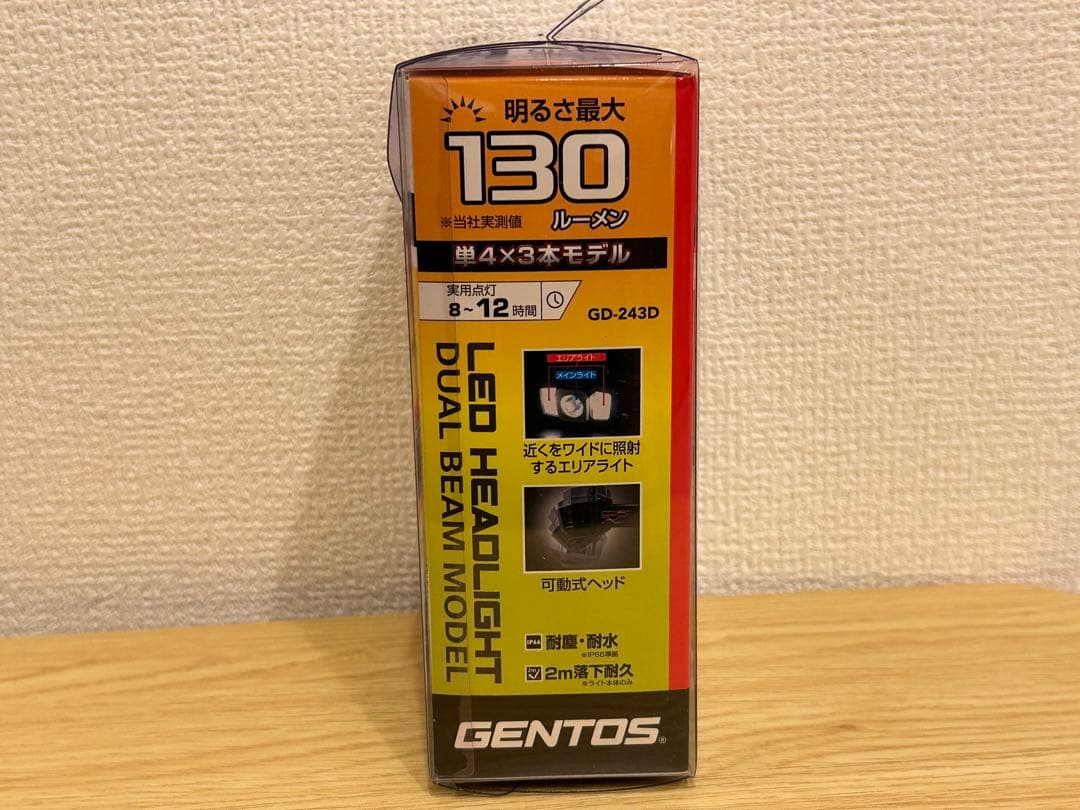 明るさ最大
130
※当社実測値 ルーメン
単4×3本モデル
実用点灯
8~12時間
GD-243D
LED HEADLIGHT
DUAL BEAM MODEL
エリアライト
メインライト
近くをワイドに照射
するエリアライト
可動式ヘッド
IP66 耐塵・耐水
※IP66準拠
2m 2m落下耐久
※ライト本体のみ
GENTOS®